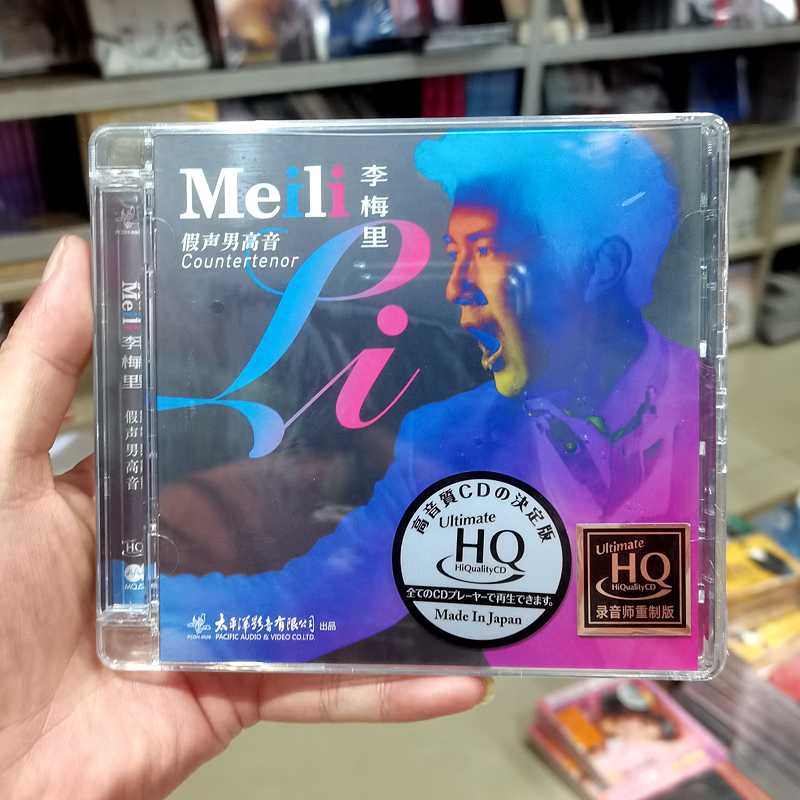 Meili
李梅里
假声男高音
Countertenor
Li
高音質CDの決定版
Ultimate
HQ
HiQualityCD
全てのCDプレーヤーで再生できます。
Made In Japan
Ultimate
HQ
HiQualityCD
录音师重制版
太平洋影音有限公司 出品
PACIFIC AUDIO & VIDEO CO.LTD.
Meili
李梅里
假声男高音
HQ